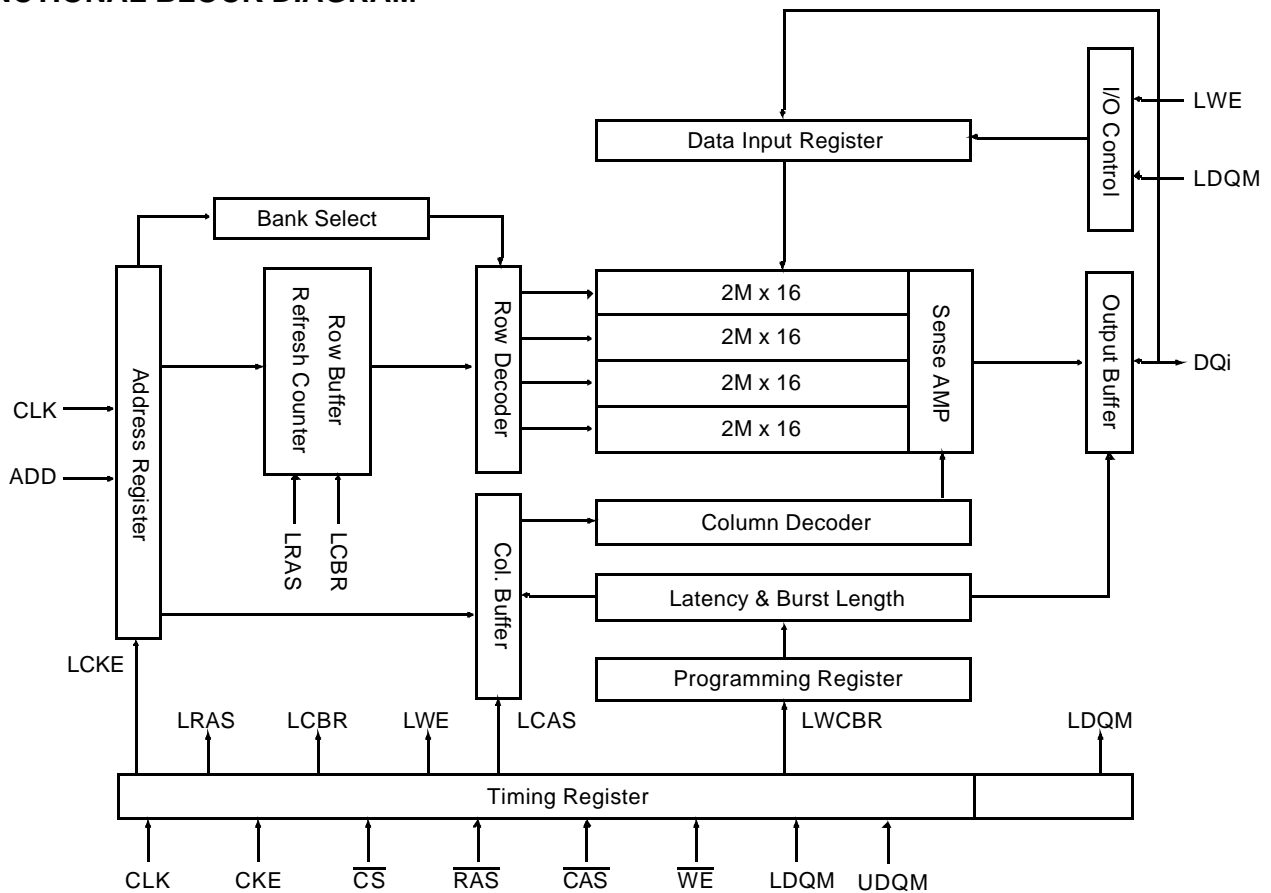 I/O Control
LWE
Data Input Register
LDQM
Bank Select
Address Register
Row Buffer
Refresh Counter
Row Decoder
2M x 16
2M x 16
2M x 16
2M x 16
Sense AMP
Output Buffer
DQi
CLK
ADD
LRAS
LCBR
Col. Buffer
Column Decoder
Latency & Burst Length
Programming Register
LCKE
LRAS
LCBR
LWE
LCAS
LWCBR
LDQM
Timing Register
CLK
CKE
CS
RAS
CAS
WE
LDQM
UDQM